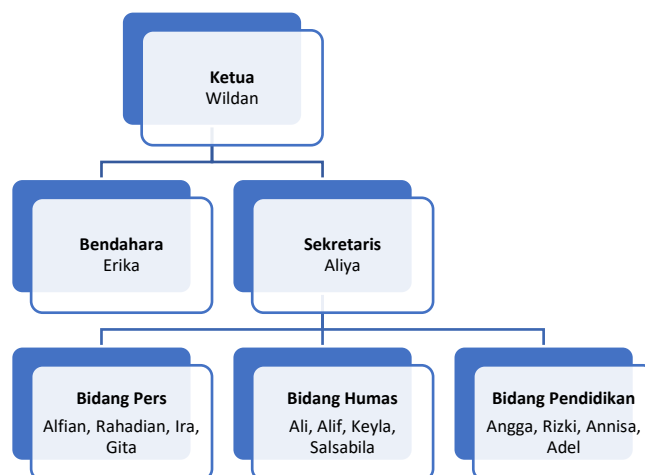 Ketua
Wildan
Bendahara
Erika
Sekretaris
Aliya
Bidang Pers
Alfian, Rahadian, Ira,
Gita
Bidang Humas
Ali, Alif, Keyla,
Salsabila
Bidang Pendidikan
Angga, Rizki, Annisa,
Adel